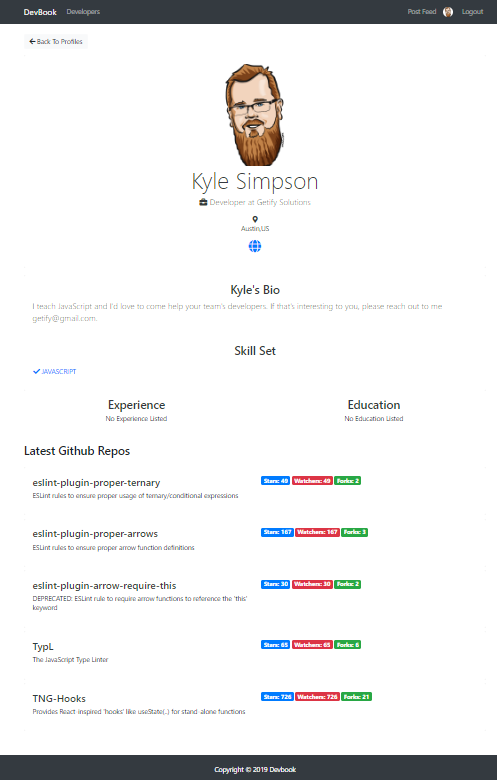 DevBook Developers Post Feed Logout
Back To Profiles
Kyle Simpson
Developer at Getify Solutions
Austin,US
Kyle's Bio
I teach JavaScript and I'd love to come help your team's developers. If that's interesting to you, please reach out to me
getify@gmail.com.
Skill Set
JAVASCRIPT
Experience Education
No Experience Listed No Education Listed
Latest Github Repos
eslint-plugin-proper-ternary Stars: 49 Watchers: 49 Forks: 2
ESLint rules to ensure proper usage of ternary/conditional expressions
eslint-plugin-proper-arrows Stars: 167 Watchers: 167 Forks: 3
ESLint rules to ensure proper arrow function definitions
eslint-plugin-arrow-require-this Stars: 30 Watchers: 30 Forks: 2
DEPRECATED: ESLint rule to require arrow functions to reference the 'this'
keyword
TypL Stars: 65 Watchers: 65 Forks: 6
The JavaScript Type Linter
TNG-Hooks Stars: 726 Watchers: 726 Forks: 21
Provides React inspired 'hooks' like useState(..) for stand-alone functions
Copyright © 2019 Devbook